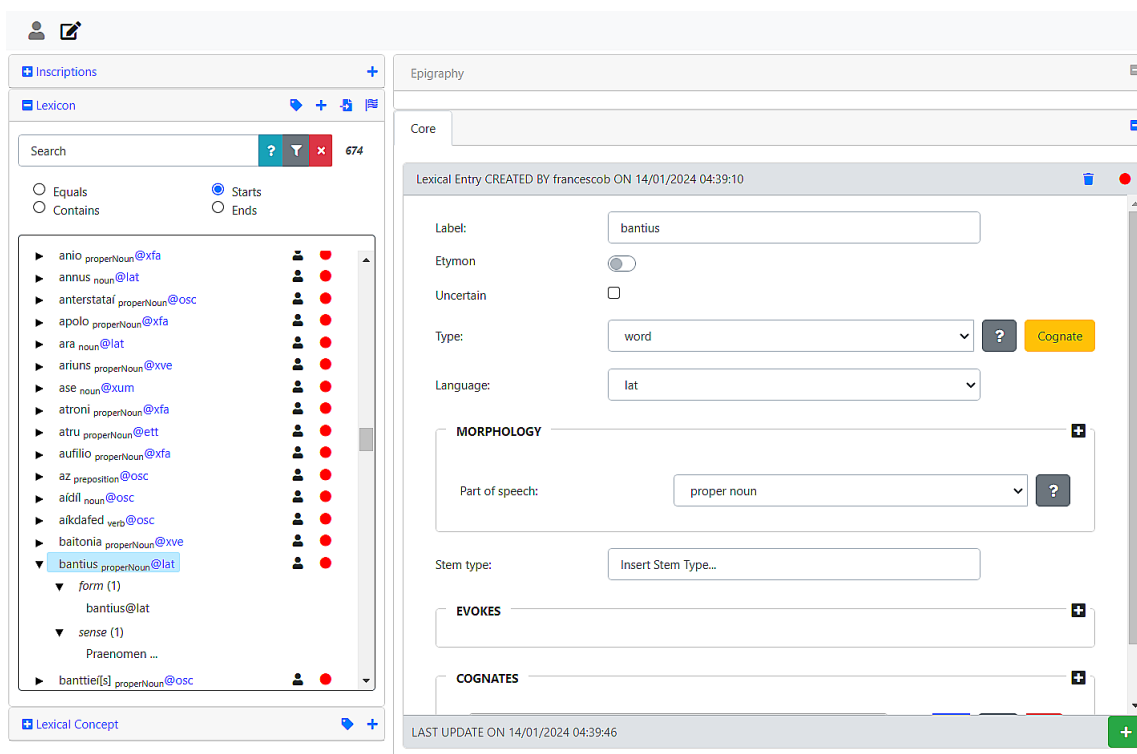 Inscriptions
Lexicon
Search
?
674
Equals
Starts
Contains
Ends
anio properNoun@xfa
annus noun@lat
anterstataí properNoun@osc
apolo properNoun@xfa
ara noun@lat
ariuns properNoun@xve
ase noun@xum
atroni properNoun@xfa
atru properNoun@ett
aufilio properNoun@xfa
az preposition@osc
aídíl noun@osc
aíkdafed verb@osc
baitonia properNoun@xve
bantius properNoun@lat
form (1)
bantius@lat
sense (1)
Praenomen ...
banttieí[s] properNoun@osc
Lexical Concept
Epigraphy
Core
Lexical Entry CREATED BY francescob ON 14/01/2024 04:39:10
Label: bantius
Etymon
Uncertain
Type: word ? Cognate
Language: lat
MORPHOLOGY
Part of speech: proper noun ?
Stem type: Insert Stem Type...
EVOKES
COGNATES
LAST UPDATE ON 14/01/2024 04:39:46